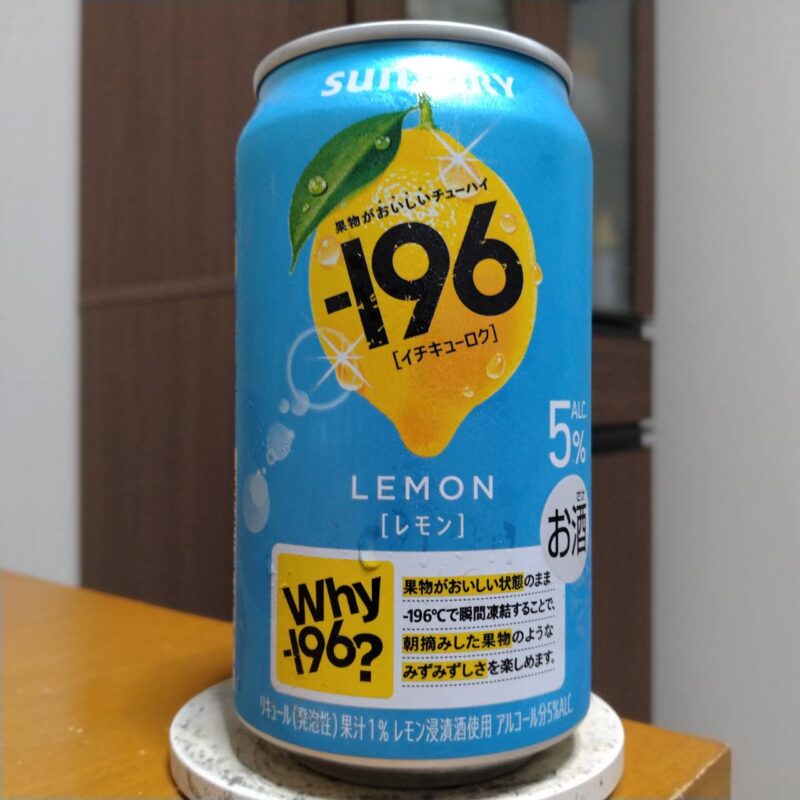 SUNTORY
果物がおいしいチューハイ
-196
[イチキューロク]
ALC.
5%
LEMON
[レモン]
さけ
お酒
Why
-196?
果物がおいしい状態のまま
-196℃で瞬間凍結することで、
朝摘みした果物のような
みずみずしさを楽しめます。
リキュール(発泡性) 果汁1% レモン浸漬酒使用 アルコール分5%ALC